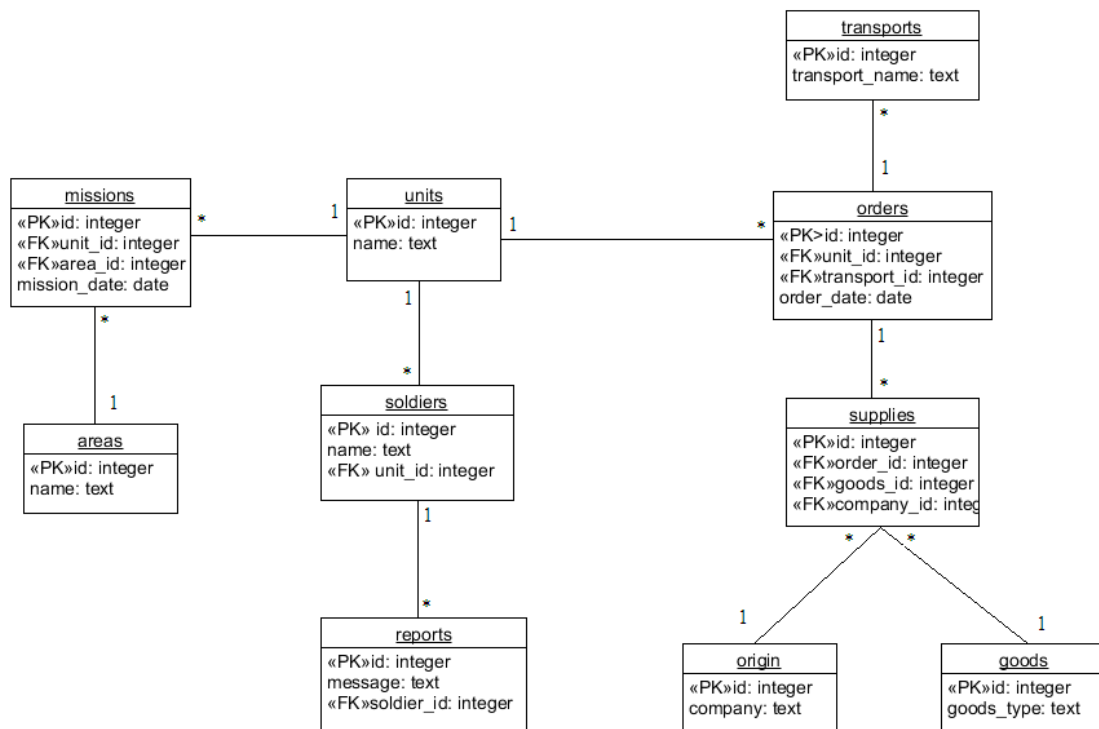 transports
«PK»id: integer
transport_name: text
*
1
missions
«PK»id: integer
«FK»unit_id: integer
«FK»area_id: integer
mission_date: date
*
1
units
«PK»id: integer
name: text
1
*
orders
«PK>id: integer
«FK»unit_id: integer
«FK»transport_id: integer
order_date: date
*
1
areas
«PK»id: integer
name: text
1
*
soldiers
«PK» id: integer
name: text
«FK» unit_id: integer
1
*
supplies
«PK»id: integer
«FK»order_id: integer
«FK»goods_id: integer
«FK»company_id: integ
1
*
reports
«PK»id: integer
message: text
«FK»soldier_id: integer
*
*
1
1
origin
«PK»id: integer
company: text
goods
«PK»id: integer
goods_type: text